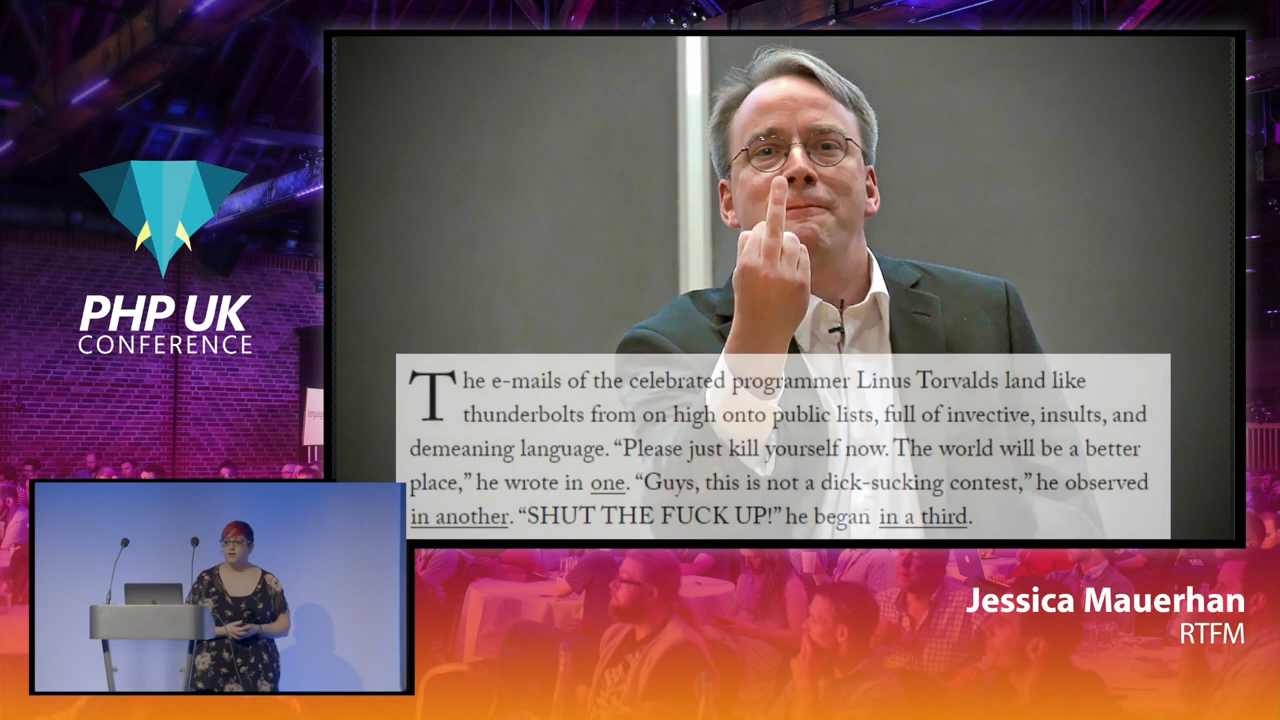 PHP UK
CONFERENCE
The e-mails of the celebrated programmer Linus Torvalds land like
thunderbolts from on high onto public lists, full of invective, insults, and
demeaning language. “Please just kill yourself now. The world will be a better
place,” he wrote in one. “Guys, this is not a dick-sucking contest,” he observed
in another. “SHUT THE FUCK UP!” he began in a third.
Jessica Mauerhan
RTFM